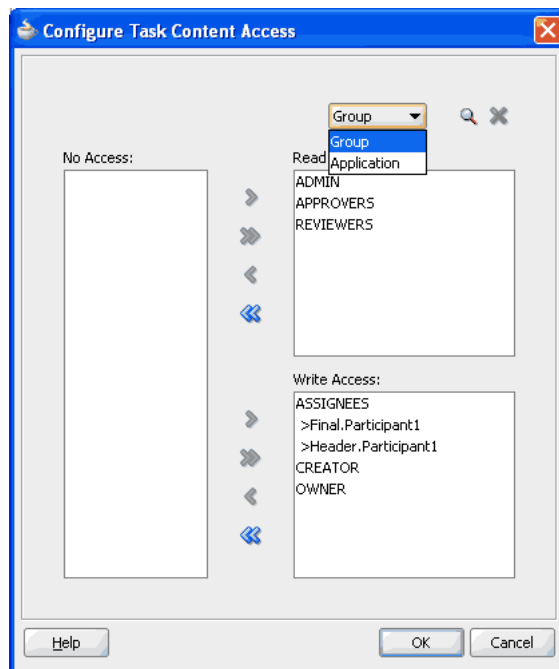 Configure Task Content Access
Group
Group
Application
No Access:
Read
ADMIN
APPROVERS
REVIEWERS
Write Access:
ASSIGNEES
>Final.Participant1
>Header.Participant1
CREATOR
OWNER
Help
OK
Cancel